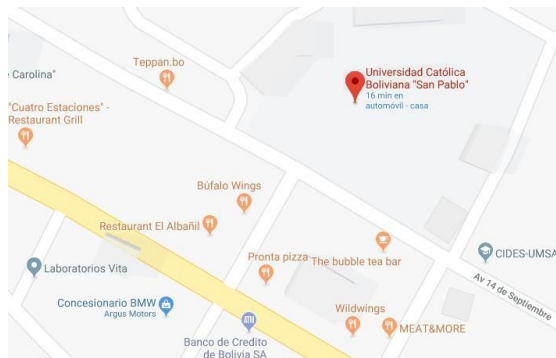 Teppan.bo
Carolina"
"Cuatro Estaciones" -
Restaurant Grill
Universidad Católica
Boliviana "San Pablo"
16 min en
automóvil - casa
Búfalo Wings
Restaurant El Albañil
Pronta pizza
The bubble tea bar
CIDES-UMSA
Laboratorios Vita
Av 14 de Septiembre
Concesionario BMW
Argus Motors
ATM
Wildwings
MEAT&MORE
Banco de Credito
de Bolivia SA